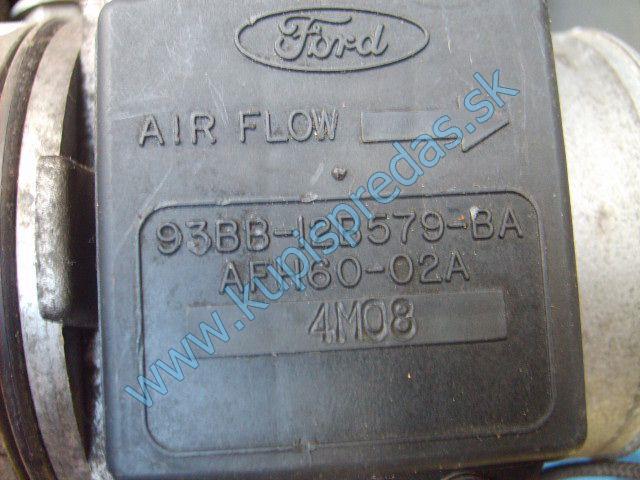 Ford
AIR FLOW
93BB-12B579-BA
AFH60-02A
4M08
www.kupispredas.sk